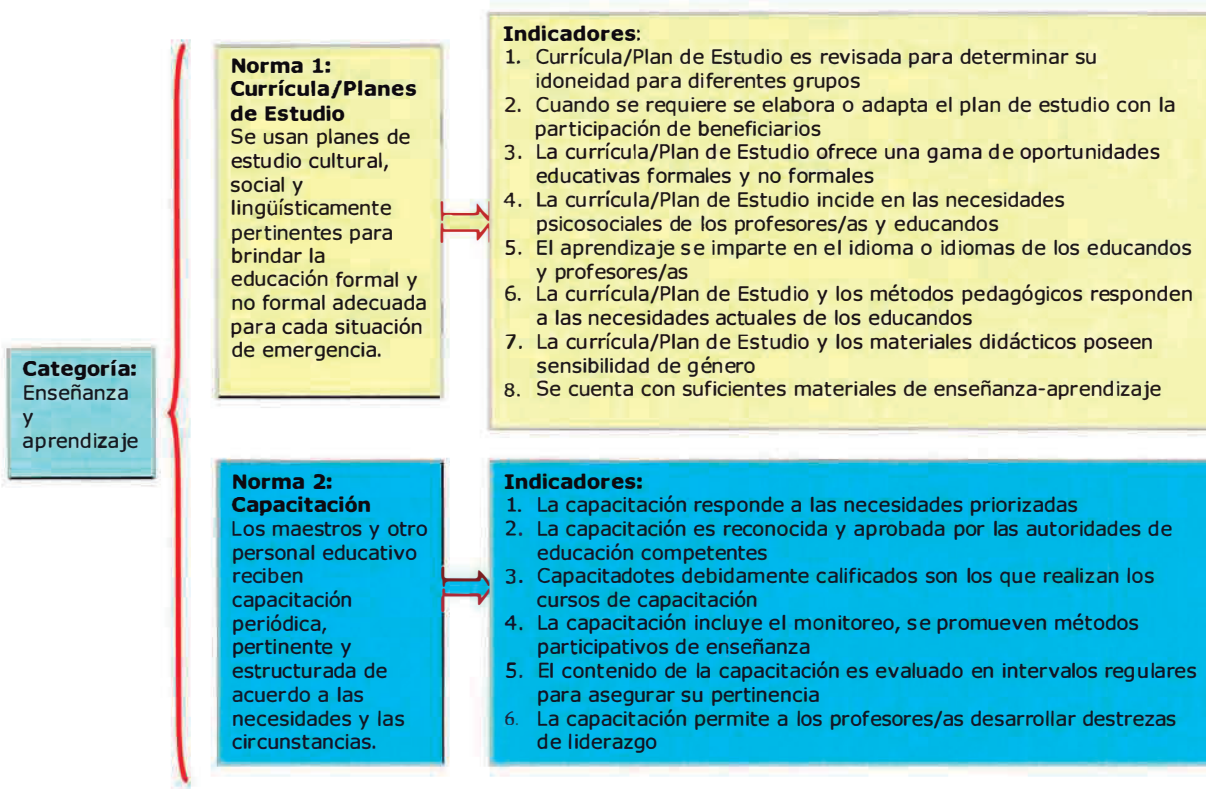 Categoría:
Enseñanza
y
aprendizaje
Norma 1:
Currícula/Planes
de Estudio
Se usan planes de
estudio cultural,
social y
lingüísticamente
pertinentes para
brindar la
educación formal y
no formal adecuada
para cada situación
de emergencia.
Indicadores:
1. Currícula/Plan de Estudio es revisada para determinar su
idoneidad para diferentes grupos
2. Cuando se requiere se elabora o adapta el plan de estudio con la
participación de beneficiarios
3. La currícula/Plan de Estudio ofrece una gama de oportunidades
educativas formales y no formales
4. La currícula/Plan de Estudio incide en las necesidades
psicosociales de los profesores/as y educandos
5. El aprendizaje se imparte en el idioma o idiomas de los educandos
y profesores/as
6. La currícula/Plan de Estudio y los métodos pedagógicos responden
a las necesidades actuales de los educandos
7. La currícula/Plan de Estudio y los materiales didácticos poseen
sensibilidad de género
8. Se cuenta con suficientes materiales de enseñanza-aprendizaje
Norma 2:
Capacitación
Los maestros y otro
personal educativo
reciben
capacitación
periódica,
pertinente y
estructurada de
acuerdo a las
necesidades y las
circunstancias.
Indicadores:
1. La capacitación responde a las necesidades priorizadas
2. La capacitación es reconocida y aprobada por las autoridades de
educación competentes
3. Capacitadotes debidamente calificados son los que realizan los
cursos de capacitación
4. La capacitación incluye el monitoreo, se promueven métodos
participativos de enseñanza
5. El contenido de la capacitación es evaluado en intervalos regulares
para asegurar su pertinencia
6. La capacitación permite a los profesores/as desarrollar destrezas
de liderazgo